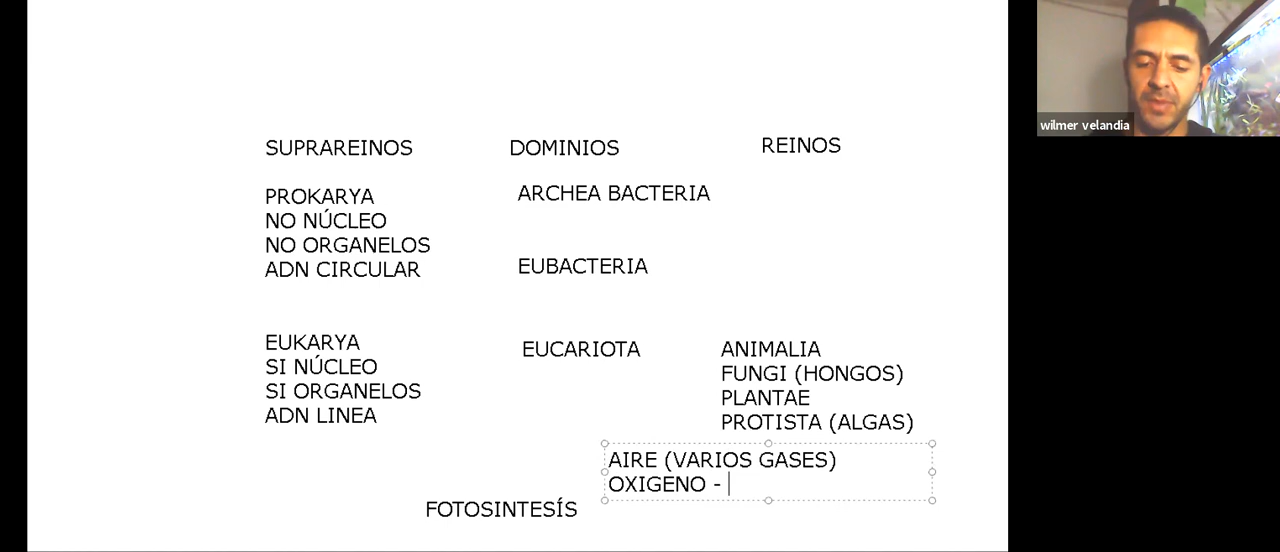 SUPRAREINOS DOMINIOS REINOS
PROKARYA
NO NÚCLEO
NO ORGANELOS
ADN CIRCULAR
ARCHEA BACTERIA
EUBACTERIA
EUKARYA
SI NÚCLEO
SI ORGANELOS
ADN LINEA
EUCARIOTA
ANIMALIA
FUNGI (HONGOS)
PLANTAE
PROTISTA (ALGAS)
AIRE (VARIOS GASES)
OXIGENO -
FOTOSINTESÍS
wilmer velandia